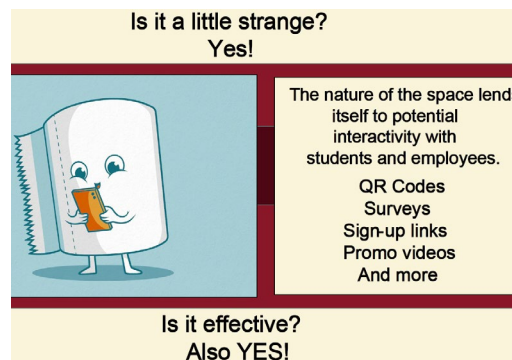 Is it a little strange?
Yes!
The nature of the space lends
itself to potential
interactivity with
students and employees.
QR Codes
Surveys
Sign-up links
Promo videos
And more
Is it effective?
Also YES!